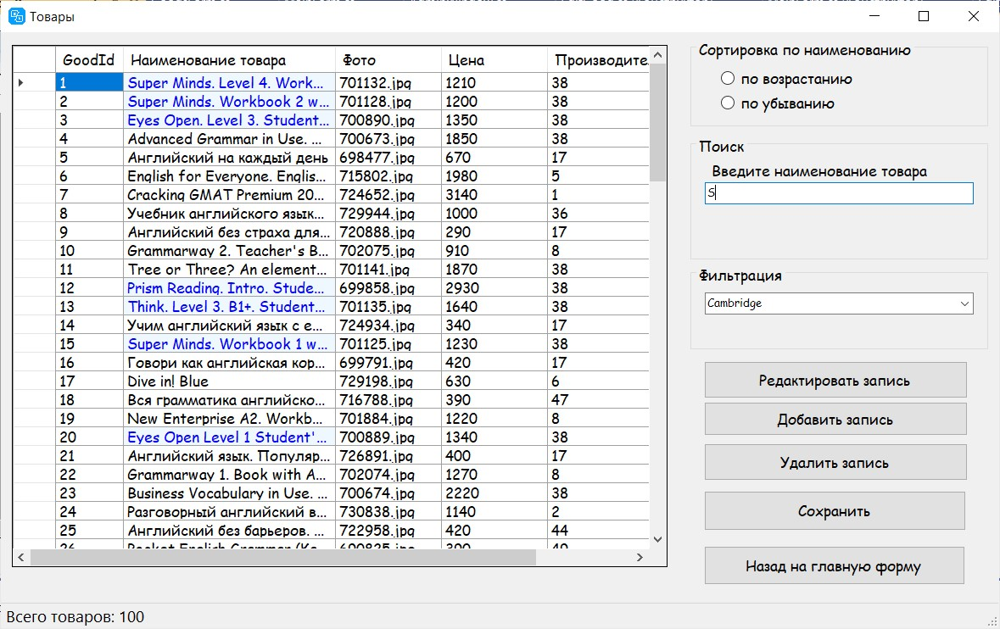 Товары
GoodId Наименование товара Фото Цена Производите
1 Super Minds. Level 4. Work... 701132.jpg 1210 38
2 Super Minds. Workbook 2 w... 701128.jpg 1200 38
3 Eyes Open. Level 3. Student... 700890.jpg 1350 38
4 Advanced Grammar in Use. ... 700673.jpg 1850 38
5 Английский на каждый день 698477.jpg 670 17
6 English for Everyone. Englis... 715802.jpg 1980 5
7 Cracking GMAT Premium 20... 724652.jpg 3140 1
8 Учебник английского язык... 729944.jpg 1000 36
9 Английский без страха для... 720888.jpg 290 17
10 Grammarway 2. Teacher's B... 702075.jpg 910 8
11 Tree or Three? An element... 701141.jpg 1870 38
12 Prism Reading. Intro. Stude... 699858.jpg 2930 38
13 Think. Level 3. B1+. Student... 701135.jpg 1640 38
14 Учим английский язык с е... 724934.jpg 340 17
15 Super Minds. Workbook 1 w... 701125.jpg 1230 38
16 Говори как английская кор... 699791.jpg 420 17
17 Dive in! Blue 729198.jpg 630 6
18 Вся грамматика английско... 716788.jpg 390 47
19 New Enterprise A2. Workb... 701884.jpg 1220 8
20 Eyes Open Level 1 Student'... 700889.jpg 1340 38
21 Английский язык. Популяр... 726891.jpg 400 17
22 Grammarway 1. Book with A... 702074.jpg 1270 8
23 Business Vocabulary in Use. ... 700674.jpg 2220 38
24 Разговорный английский в... 730838.jpg 1140 2
25 Английский без барьеров. ... 722958.jpg 420 44
Сортировка по наименованию
по возрастанию
по убыванию
Поиск
Введите наименование товара
S
Фильтрация
Cambridge
Редактировать запись
Добавить запись
Удалить запись
Сохранить
Назад на главную форму
Всего товаров: 100